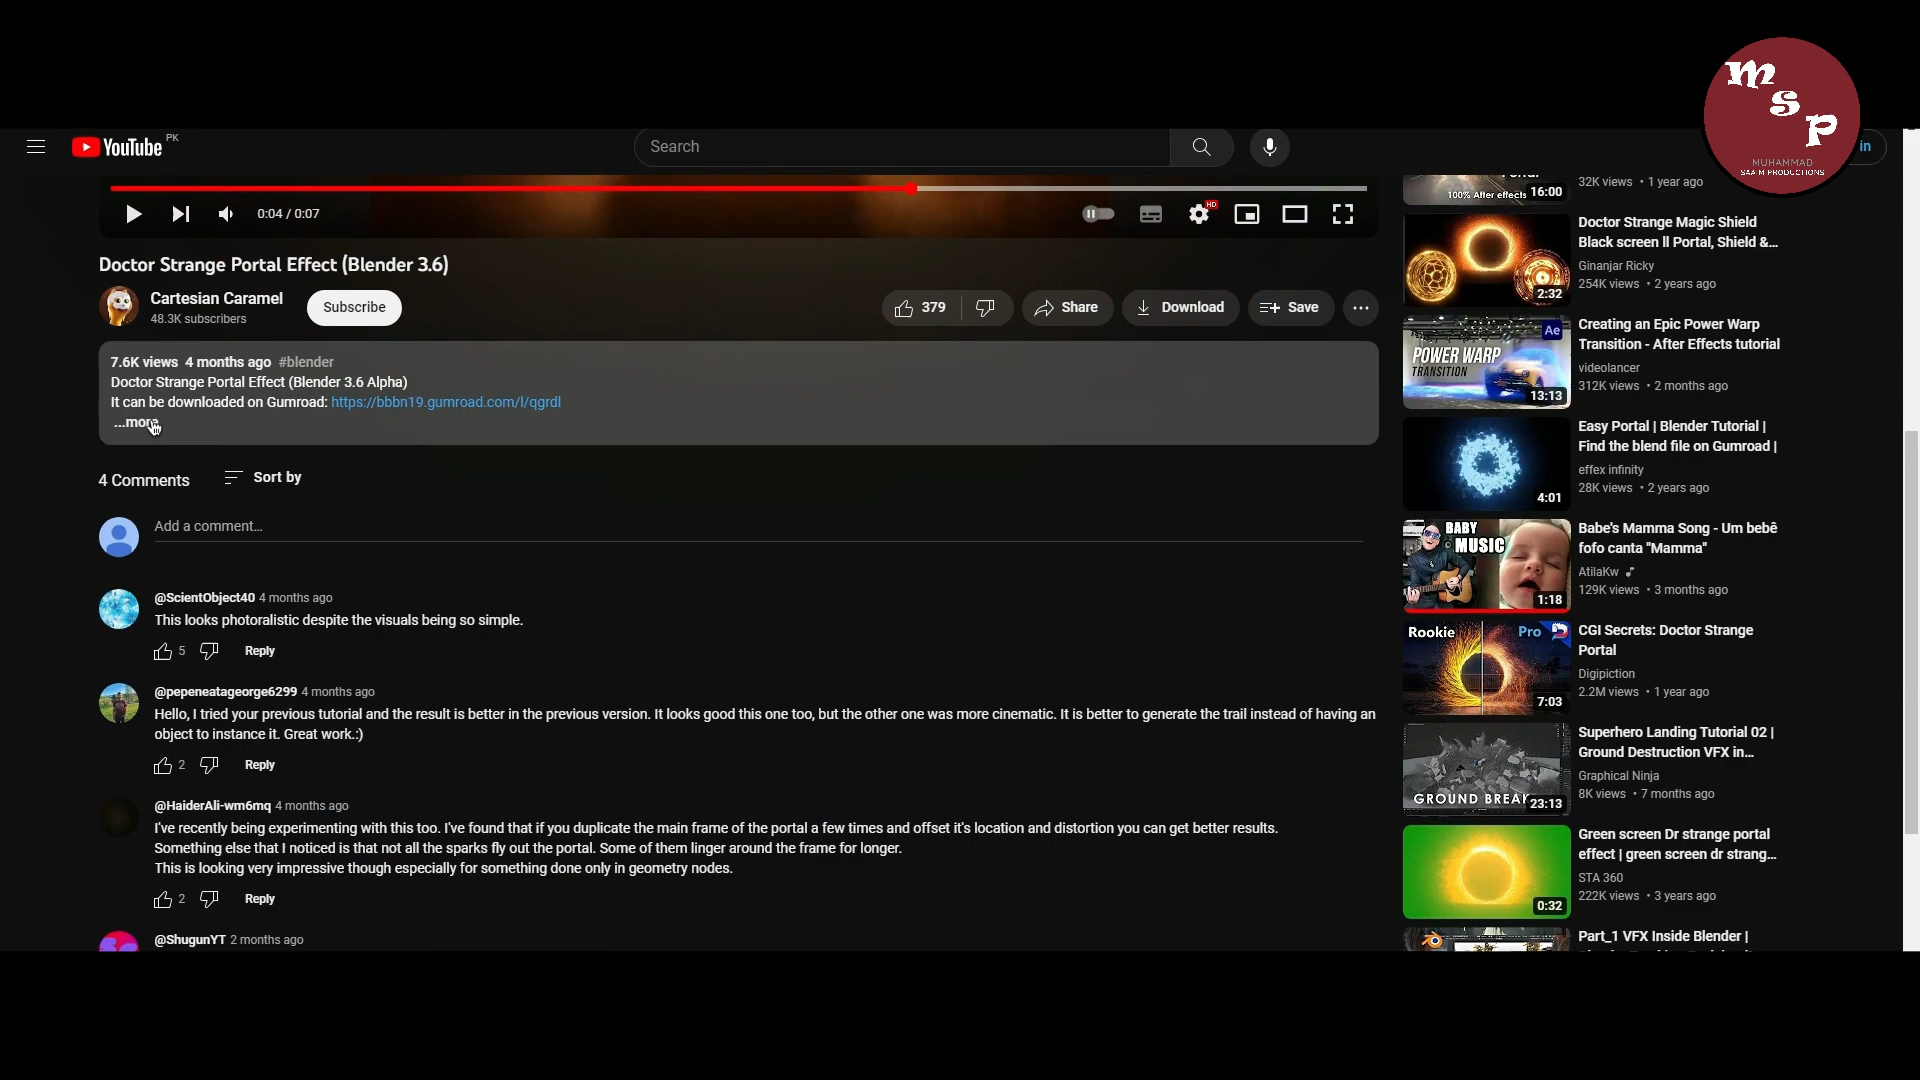 m
s
p
MUHAMMAD
SAAIM PRODUCTIONS
YouTube PK
Search
in
0:04 / 0:07
HD
Doctor Strange Portal Effect (Blender 3.6)
Cartesian Caramel
48.3K subscribers
Subscribe
379
Share
Download
Save
7.6K views 4 months ago #blender
Doctor Strange Portal Effect (Blender 3.6 Alpha)
It can be downloaded on Gumroad: https://bbbn19.gumroad.com/l/qgrdl
...more
4 Comments
Sort by
Add a comment...
@ScientObject40 4 months ago
This looks photoralistic despite the visuals being so simple.
5
Reply
@pepeneatageorge6299 4 months ago
Hello, I tried your previous tutorial and the result is better in the previous version. It looks good this one too, but the other one was more cinematic. It is better to generate the trail instead of having an
object to instance it. Great work.:)
2
Reply
@HaiderAli-wm6mq 4 months ago
I've recently being experimenting with this too. I've found that if you duplicate the main frame of the portal a few times and offset it's location and distortion you can get better results.
Something else that I noticed is that not all the sparks fly out the portal. Some of them linger around the frame for longer.
This is looking very impressive though especially for something done only in geometry nodes.
2
Reply
@ShugunYT 2 months ago
100% After effects
16:00
32K views • 1 year ago
2:32
Doctor Strange Magic Shield
Black screen ll Portal, Shield &...
Ginanjar Ricky
254K views • 2 years ago
Ae
POWER WARP
TRANSITION
13:13
Creating an Epic Power Warp
Transition - After Effects tutorial
videolancer
312K views • 2 months ago
4:01
Easy Portal | Blender Tutorial |
Find the blend file on Gumroad |
effex infinity
28K views • 2 years ago
BABY
MUSIC
1:18
Babe's Mamma Song - Um bebê
fofo canta "Mamma"
AtilaKw
129K views • 3 months ago
Rookie
Pro
7:03
CGI Secrets: Doctor Strange
Portal
Digipiction
2.2M views • 1 year ago
GROUND BREAK
23:13
Superhero Landing Tutorial 02 |
Ground Destruction VFX in...
Graphical Ninja
8K views • 7 months ago
0:32
Green screen Dr strange portal
effect | green screen dr strang...
STA 360
222K views • 3 years ago
Part_1 VFX Inside Blender |